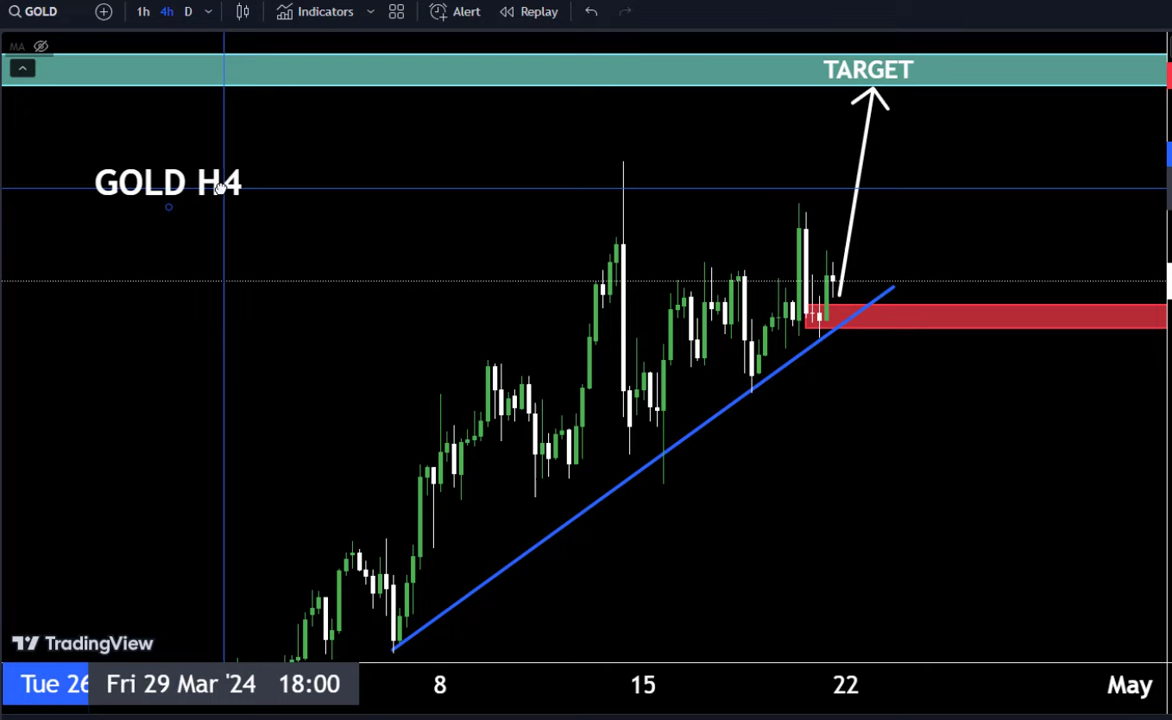 GOLD 1h 4h D Indicators Alert Replay
MA
TARGET
GOLD H4
TradingView
Tue 26 Fri 29 Mar '24 18:00 8 15 22 May